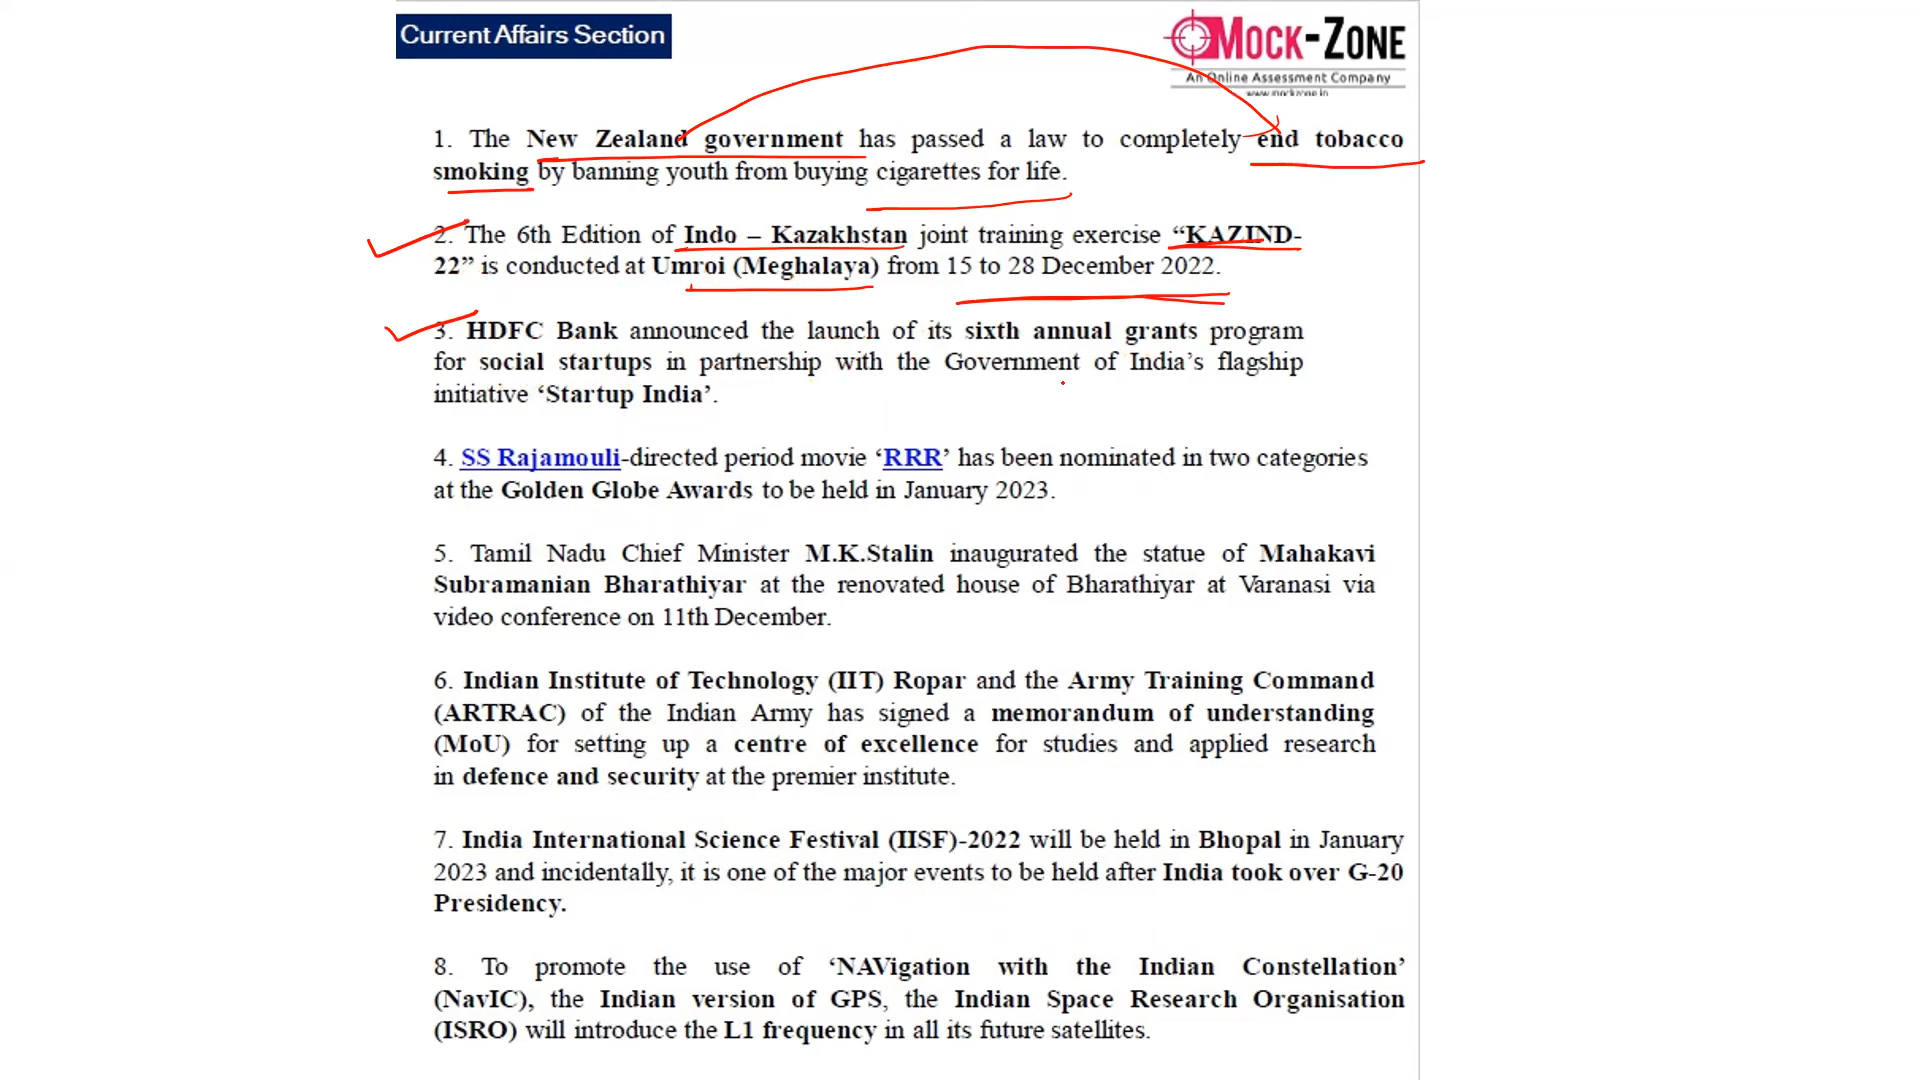 Current Affairs Section
MOCK-ZONE
An Online Assessment Company
www.mockzone.in
1. The New Zealand government has passed a law to completely end tobacco
smoking by banning youth from buying cigarettes for life.
2. The 6th Edition of Indo – Kazakhstan joint training exercise “KAZIND-
22” is conducted at Umroi (Meghalaya) from 15 to 28 December 2022.
3. HDFC Bank announced the launch of its sixth annual grants program
for social startups in partnership with the Government of India’s flagship
initiative ‘Startup India’.
4. SS Rajamouli-directed period movie ‘RRR’ has been nominated in two categories
at the Golden Globe Awards to be held in January 2023.
5. Tamil Nadu Chief Minister M.K.Stalin inaugurated the statue of Mahakavi
Subramanian Bharathiyar at the renovated house of Bharathiyar at Varanasi via
video conference on 11th December.
6. Indian Institute of Technology (IIT) Ropar and the Army Training Command
(ARTRAC) of the Indian Army has signed a memorandum of understanding
(MoU) for setting up a centre of excellence for studies and applied research
in defence and security at the premier institute.
7. India International Science Festival (IISF)-2022 will be held in Bhopal in January
2023 and incidentally, it is one of the major events to be held after India took over G-20
Presidency.
8. To promote the use of ‘NAVigation with the Indian Constellation’
(NavIC), the Indian version of GPS, the Indian Space Research Organisation
(ISRO) will introduce the L1 frequency in all its future satellites.